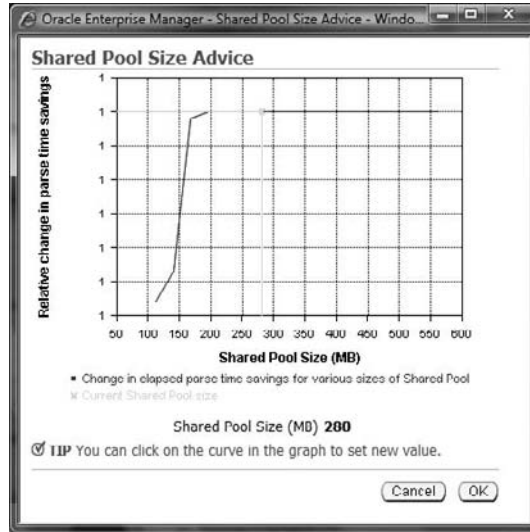 Oracle Enterprise Manager - Shared Pool Size Advice - Windo...
Shared Pool Size Advice
Relative change in parse time savings
1
1
1
1
1
1
1
1
50 100 150 200 250 300 350 400 450 500 550 600
Shared Pool Size (MB)
Change in elapsed parse time savings for various sizes of Shared Pool
Current Shared Pool size
Shared Pool Size (MB) 280
TIP You can click on the curve in the graph to set new value.
Cancel OK